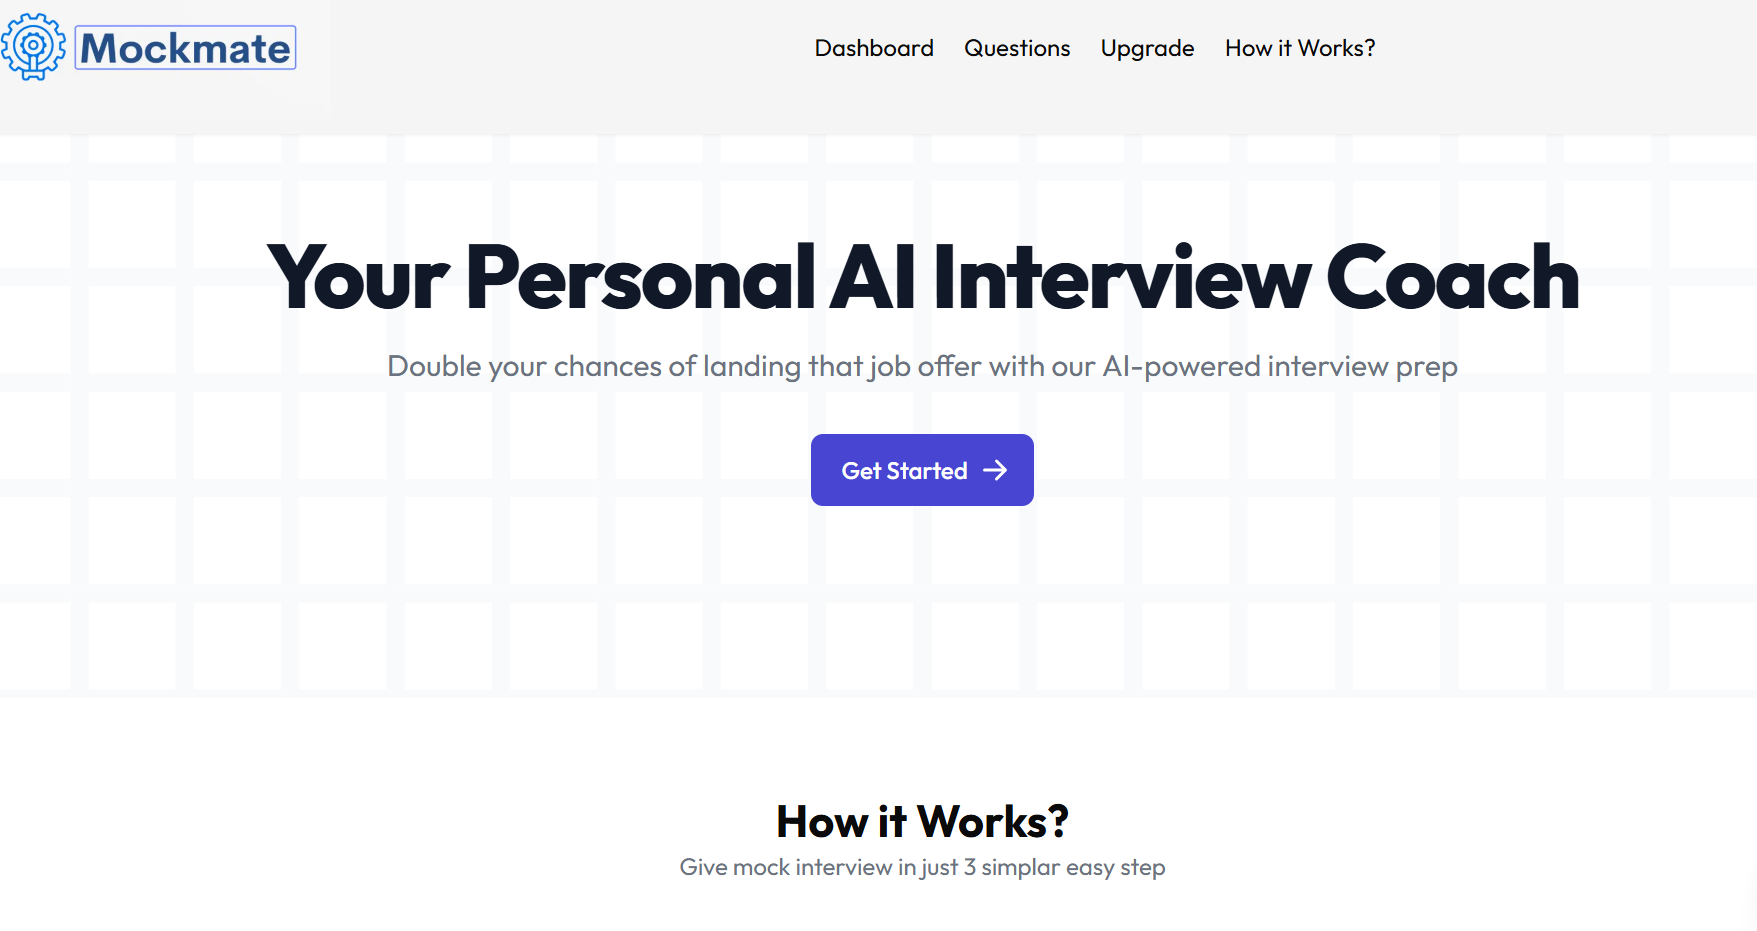 Mockmate
Dashboard Questions Upgrade How it Works?
Your Personal AI Interview Coach
Double your chances of landing that job offer with our AI-powered interview prep
Get Started →
How it Works?
Give mock interview in just 3 simplar easy step